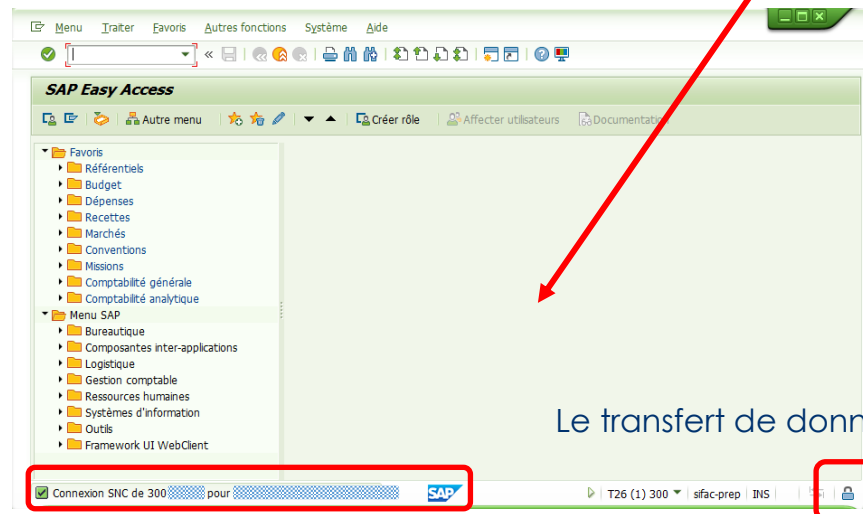 Menu Traiter Favoris Autres fonctions Système Aide
SAP Easy Access
Autre menu Créer rôle Affecter utilisateurs Documentation
Favoris
Référentiels
Budget
Dépenses
Recettes
Marchés
Conventions
Missions
Comptabilité générale
Comptabilité analytique
Menu SAP
Bureautique
Composantes inter-applications
Logistique
Gestion comptable
Ressources humaines
Systèmes d'information
Outils
Framework UI WebClient
Le transfert de donn
Connexion SNC de 300 pour SAP T26 (1) 300 sifac-prep INS